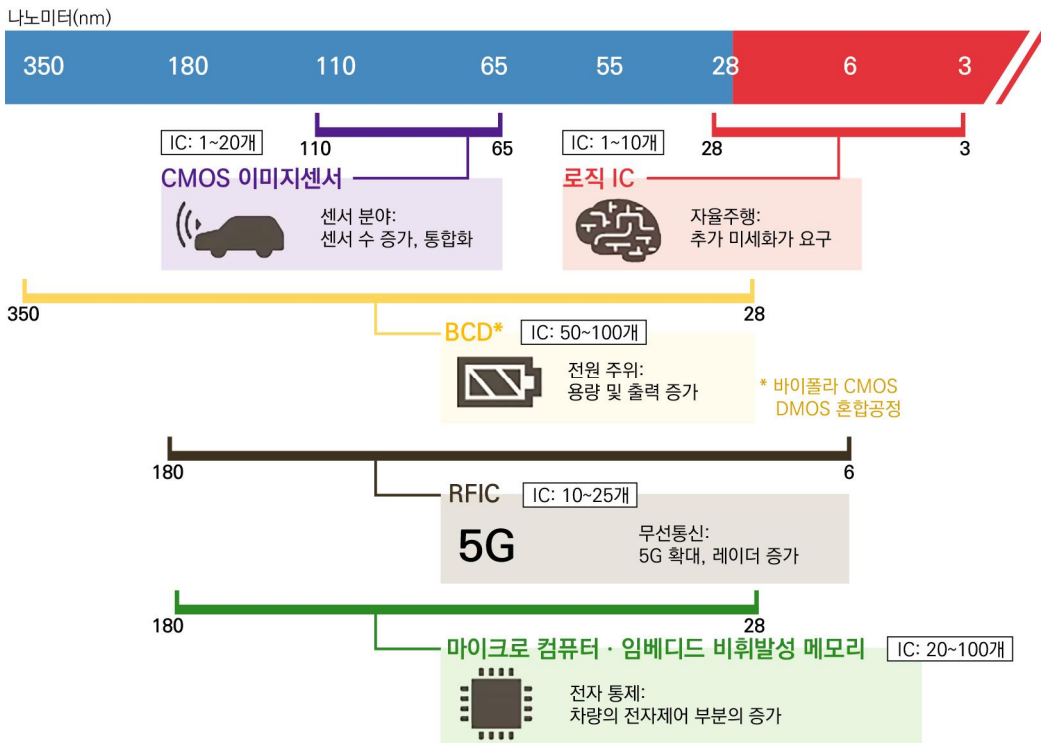 나노미터(nm)
350 180 110 65 55 28 6 3
IC: 1~20개
110 65
CMOS 이미지센서
센서 분야:
센서 수 증가, 통합화
IC: 1~10개
28 3
로직 IC
자율주행:
추가 미세화가 요구
350 28
BCD* IC: 50~100개
전원 주위:
용량 및 출력 증가
* 바이폴라 CMOS
DMOS 혼합공정
180 6
RFIC IC: 10~25개
5G
무선통신:
5G 확대, 레이더 증가
180 28
마이크로 컴퓨터 · 임베디드 비휘발성 메모리 IC: 20~100개
전자 통제:
차량의 전자제어 부분의 증가